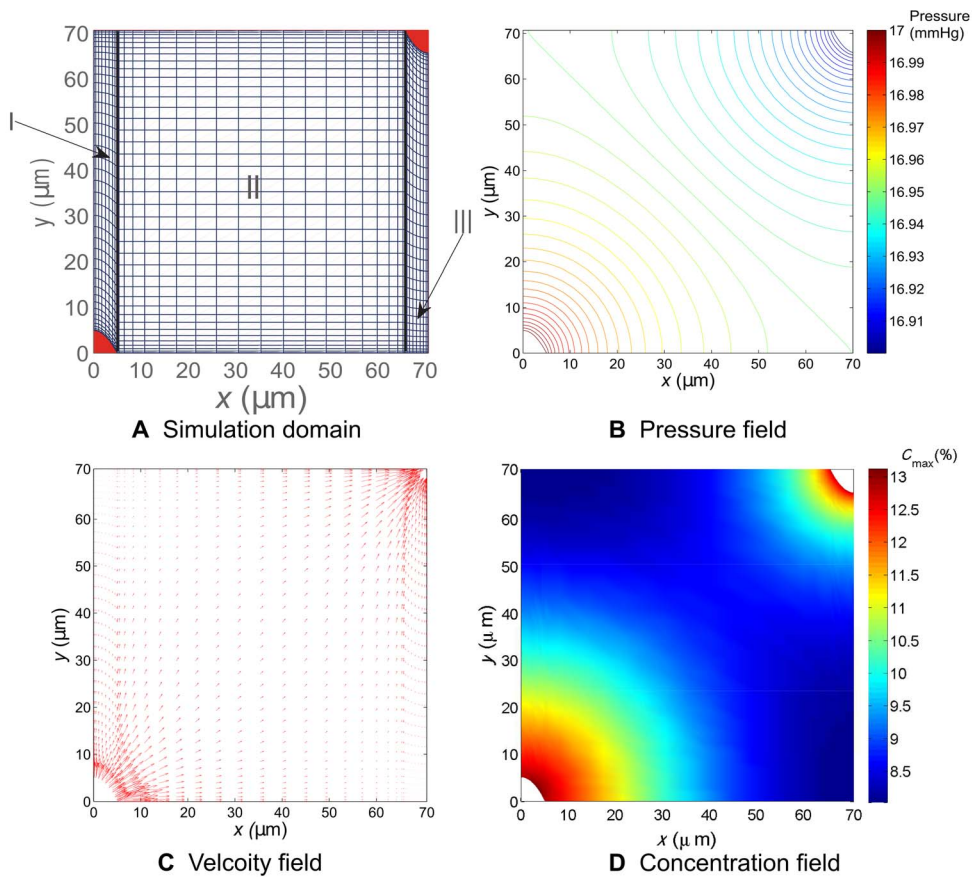 70
60
50
40
30
20
10
0
y (μm)
I
II
III
0 10 20 30 40 50 60 70
x (μm)
A Simulation domain
Pressure
(mmHg)
70
60
50
40
30
20
10
0
y (μm)
0 10 20 30 40 50 60 70
x (μm)
17
16.99
16.98
16.97
16.96
16.95
16.94
16.93
16.92
16.91
B Pressure field
70
60
50
40
30
20
10
0
y (μm)
0 10 20 30 40 50 60 70
x (μm)
C Velcoity field
Cmax(%)
70
60
50
40
30
20
10
0
y (μ m)
0 10 20 30 40 50 60 70
x (μ m)
13
12.5
12
11.5
11
10.5
10
9.5
9
8.5
D Concentration field